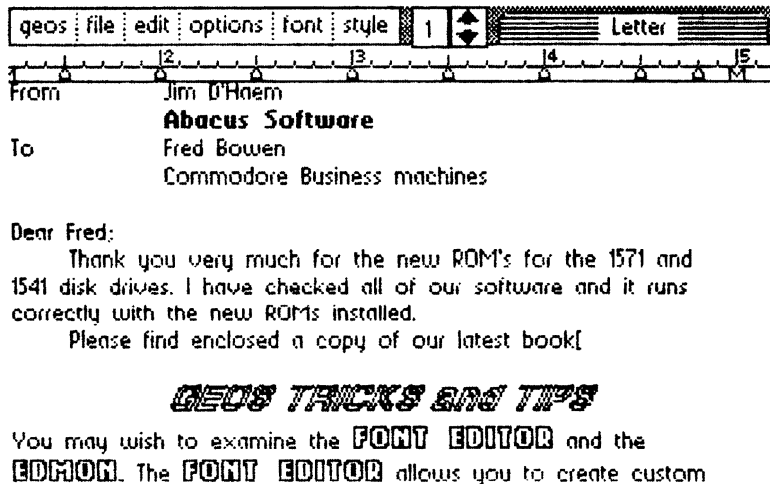 geos file edit options font style 1 Letter
2 3 4 5
From Jim D'Haem
Abacus Software
To Fred Bowen
Commodore Business machines
Dear Fred:
Thank you very much for the new ROM's for the 1571 and
1541 disk drives. I have checked all of our software and it runs
correctly with the new ROMs installed.
Please find enclosed a copy of our latest book[
GEOS TRICKS and TIPS
You may wish to examine the FONT EDITOR and the
EDMON. The FONT EDITOR allows you to create custom